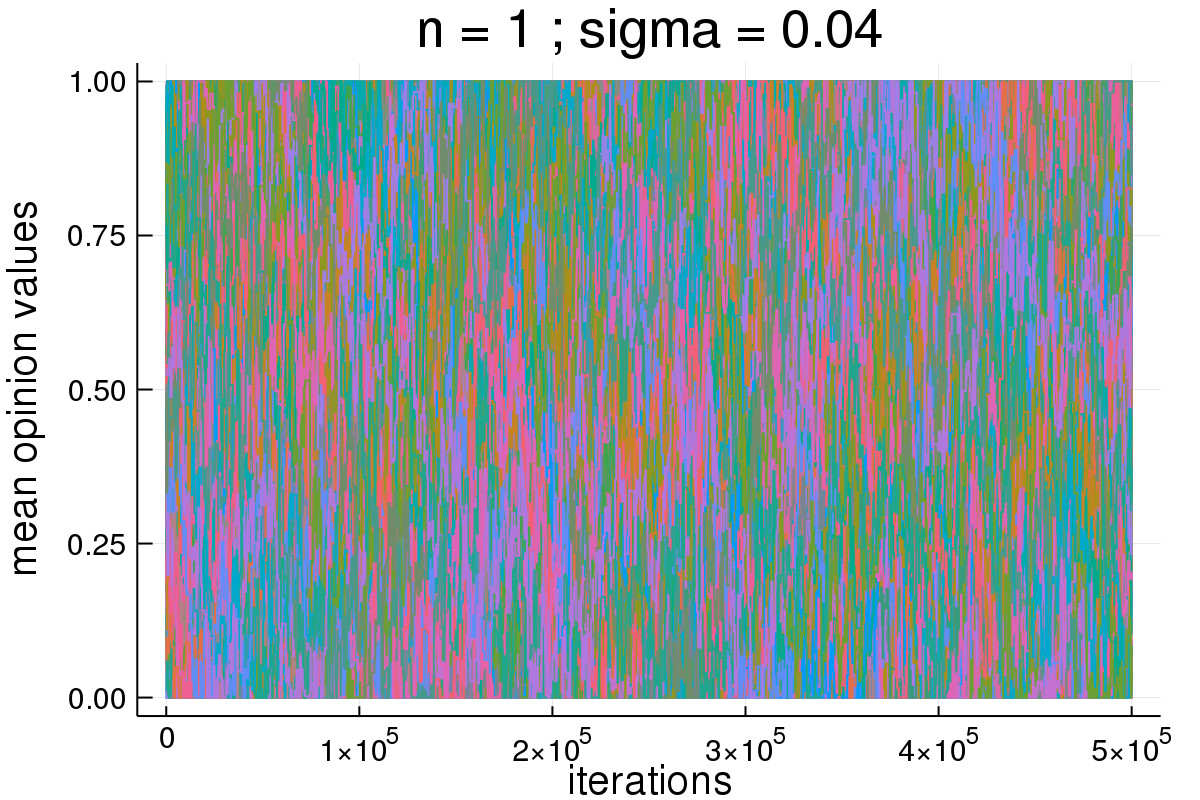 n = 1 ; sigma = 0.04
mean opinion values
1.00
0.75
0.50
0.25
0.00
0 1×10⁵ 2×10⁵ 3×10⁵ 4×10⁵ 5×10⁵
iterations